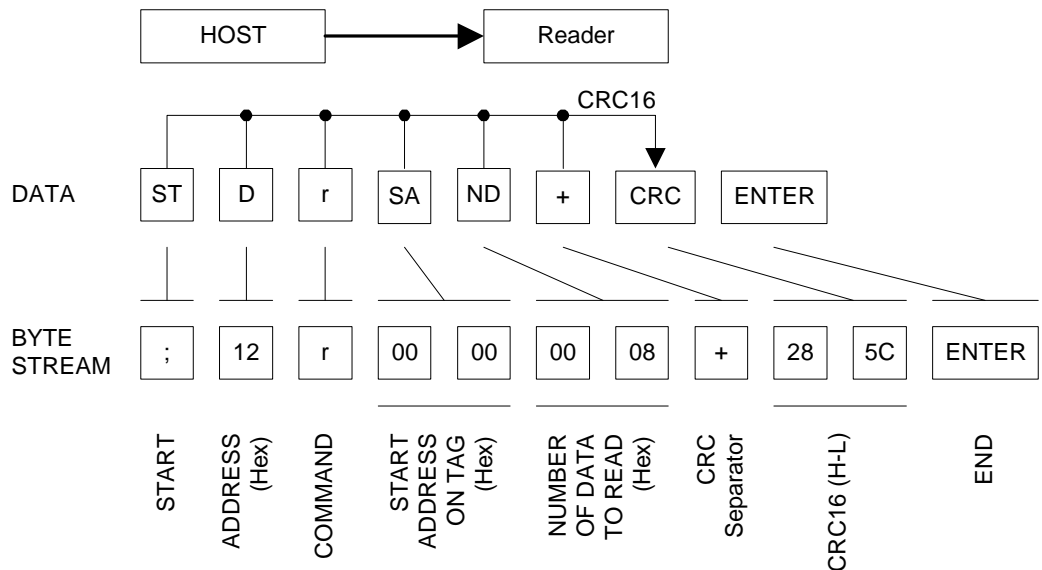 HOST Reader
CRC16
DATA ST D r SA ND + CRC ENTER
BYTE
STREAM
; 12 r 00 00 00 08 + 28 5C ENTER
START
ADDRESS
(Hex)
COMMAND
START
ADDRESS
ON TAG
(Hex)
NUMBER
OF DATA
TO READ
(Hex)
CRC
Separator
CRC16 (H-L)
END